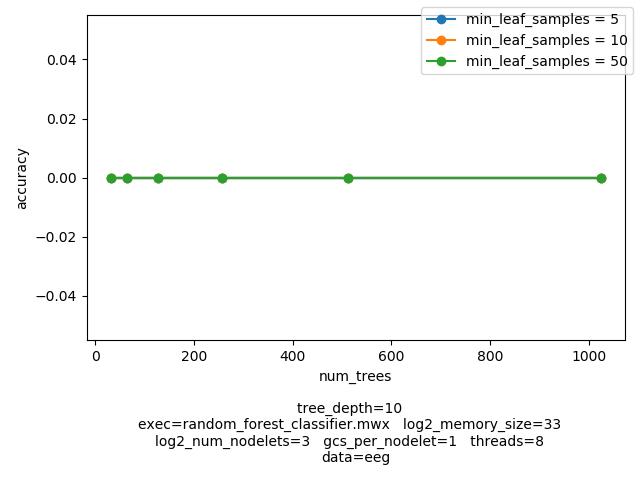 min_leaf_samples = 5
min_leaf_samples = 10
min_leaf_samples = 50
0.04
0.02
0.00
−0.02
−0.04
accuracy
0 200 400 600 800 1000
num_trees
tree_depth=10
exec=random_forest_classifier.mwx log2_memory_size=33
log2_num_nodelets=3 gcs_per_nodelet=1 threads=8
data=eeg